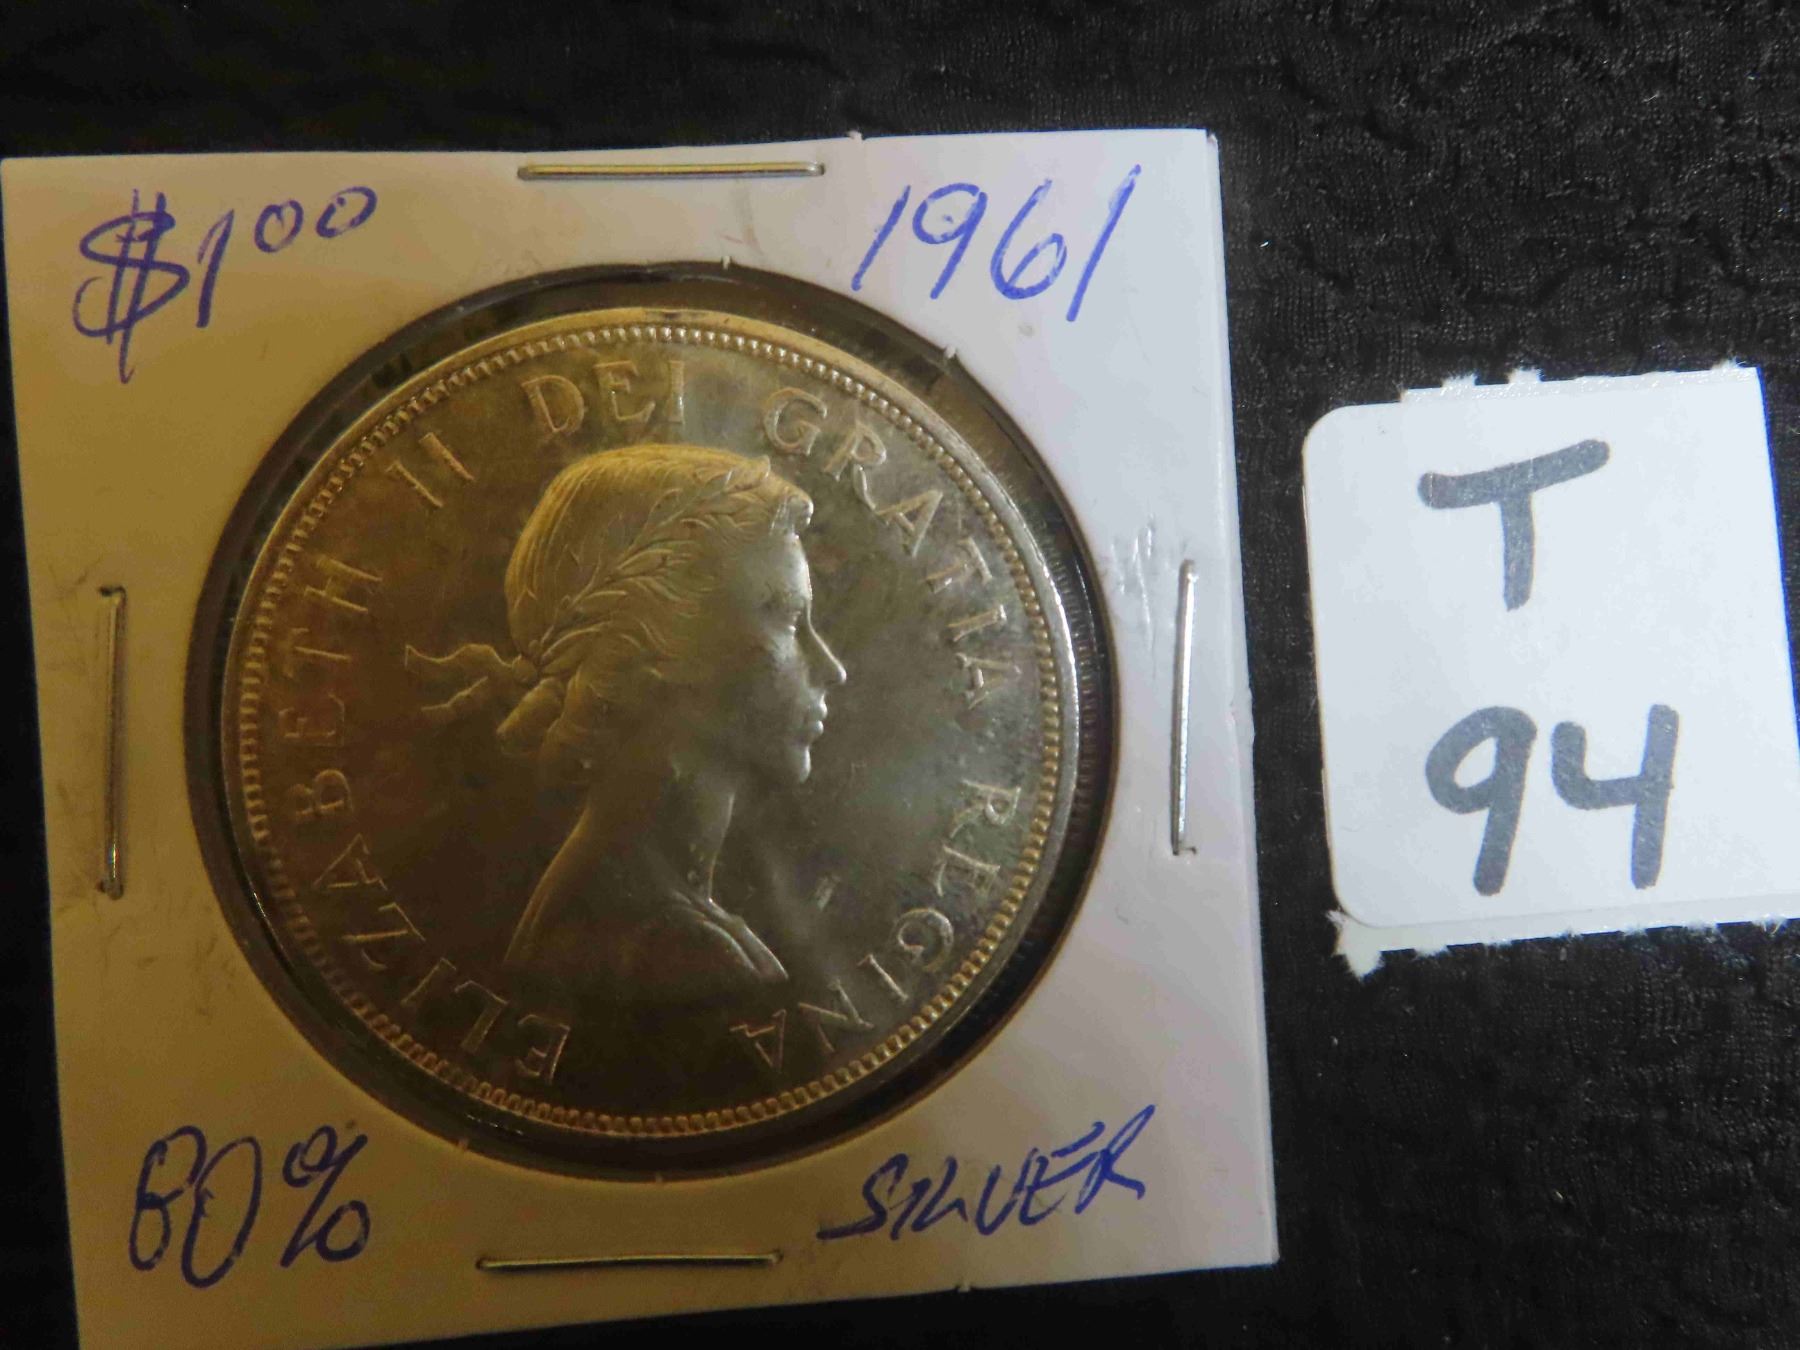 $1.00 1961
ELIZABETH II DEI GRATIA REGINA
80% SILVER
T
94